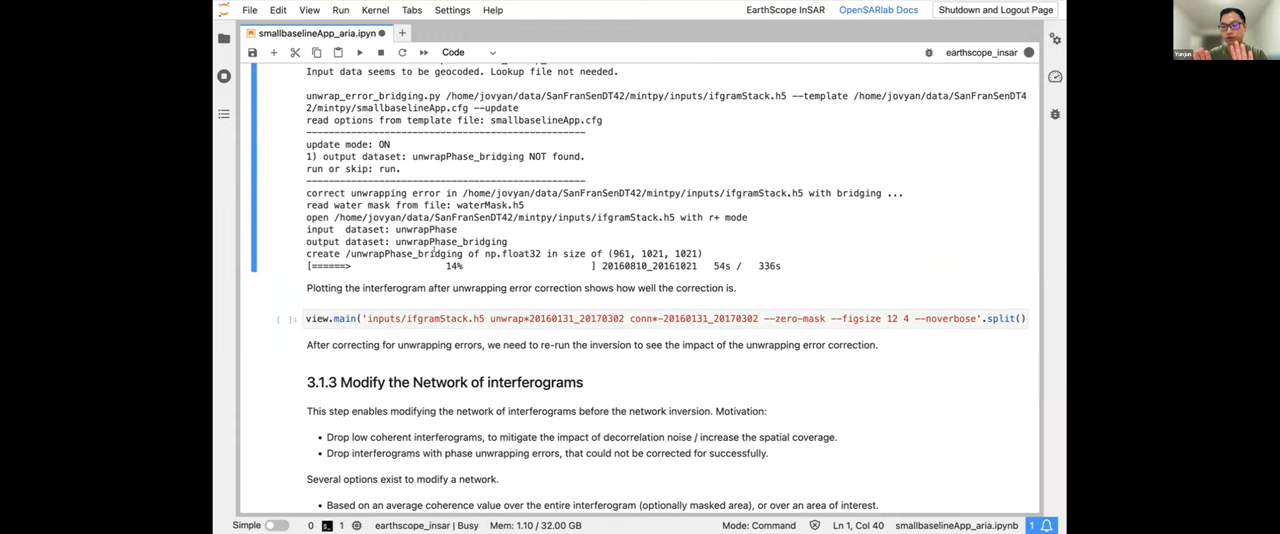 File Edit View Run Kernel Tabs Settings Help EarthScope InSAR OpenSARlab Docs Shutdown and Logout Page
smallbaselineApp_aria.ipyn
Code earthscope_insar
Input data seems to be geocoded. Lookup file not needed.
unwrap_error_bridging.py /home/jovyan/data/SanFranSenDT42/mintpy/inputs/ifgramStack.h5 --template /home/jovyan/data/SanFranSenDT4
2/mintpy/smallbaselineApp.cfg --update
read options from template file: smallbaselineApp.cfg
--------------------------------------------------
update mode: ON
1) output dataset: unwrapPhase_bridging NOT found.
run or skip: run.
--------------------------------------------------
correct unwrapping error in /home/jovyan/data/SanFranSenDT42/mintpy/inputs/ifgramStack.h5 with bridging ...
read water mask from file: waterMask.h5
open /home/jovyan/data/SanFranSenDT42/mintpy/inputs/ifgramStack.h5 with r+ mode
input dataset: unwrapPhase
output dataset: unwrapPhase_bridging
create /unwrapPhase_bridging of np.float32 in size of (961, 1021, 1021)
[======> 14% ] 20160810_20161021 54s / 336s
Plotting the interferogram after unwrapping error correction shows how well the correction is.
[ ]: view.main('inputs/ifgramStack.h5 unwrap*20160131_20170302 conn*-20160131_20170302 --zero-mask --figsize 12 4 --noverbose'.split()
After correcting for unwrapping errors, we need to re-run the inversion to see the impact of the unwrapping error correction.
3.1.3 Modify the Network of interferograms
This step enables modifying the network of interferograms before the network inversion. Motivation:
• Drop low coherent interferograms, to mitigate the impact of decorrelation noise / increase the spatial coverage.
• Drop interferograms with phase unwrapping errors, that could not be corrected for successfully.
Several options exist to modify a network.
• Based on an average coherence value over the entire interferogram (optionally masked area), or over an area of interest.
Simple 0 1 earthscope_insar | Busy Mem: 1.10 / 32.00 GB Mode: Command Ln 1, Col 40 smallbaselineApp_aria.ipynb 1
Yunjun